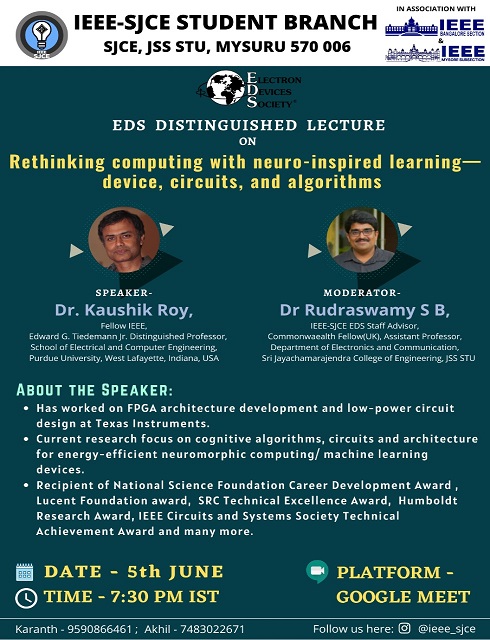 IEEE-SJCE STUDENT BRANCH
SJCE, JSS STU, MYSURU 570 006
IEEE
SJCE
IN ASSOCIATION WITH
IEEE
BANGALORE SECTION
&
IEEE
MYSORE SUBSECTION
ELECTRON
DEVICES
SOCIETY®
EDS DISTINGUISHED LECTURE
ON
Rethinking computing with neuro-inspired learning—
device, circuits, and algorithms
SPEAKER-
Dr. Kaushik Roy,
Fellow IEEE,
Edward G. Tiedemann Jr. Distinguished Professor,
School of Electrical and Computer Engineering,
Purdue University, West Lafayette, Indiana, USA
MODERATOR-
Dr Rudraswamy S B,
IEEE-SJCE EDS Staff Advisor,
Commonwaealth Fellow(UK), Assistant Professor,
Department of Electronics and Communication,
Sri Jayachamarajendra College of Engineering, JSS STU
ABOUT THE SPEAKER:
• Has worked on FPGA architecture development and low-power circuit
design at Texas Instruments.
• Current research focus on cognitive algorithms, circuits and architecture
for energy-efficient neuromorphic computing/ machine learning
devices.
• Recipient of National Science Foundation Career Development Award ,
Lucent Foundation award, SRC Technical Excellence Award, Humboldt
Research Award, IEEE Circuits and Systems Society Technical
Achievement Award and many more.
DATE - 5th JUNE
TIME - 7:30 PM IST
PLATFORM -
GOOGLE MEET
Karanth - 9590866461 ; Akhil - 7483022671
Follow us here: @ieee_sjce